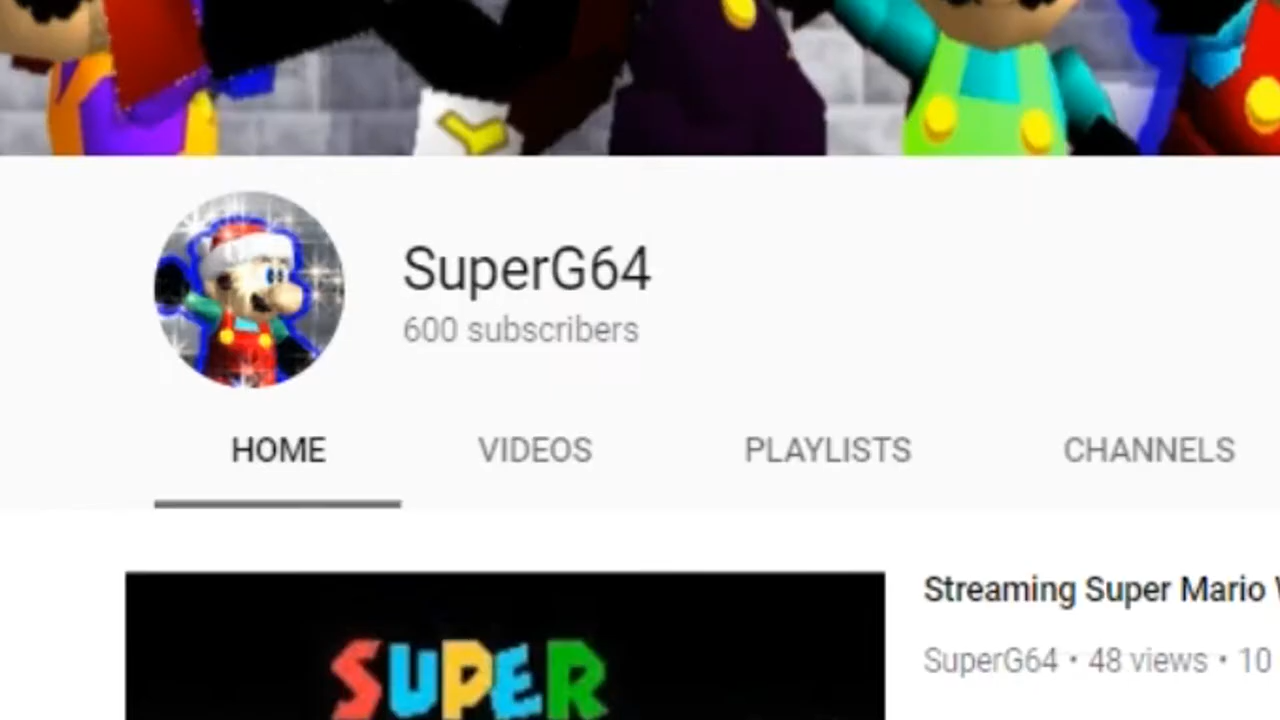 SuperG64
600 subscribers
HOME VIDEOS PLAYLISTS CHANNELS
Streaming Super Mario
SuperG64 • 48 views • 10
SUPER